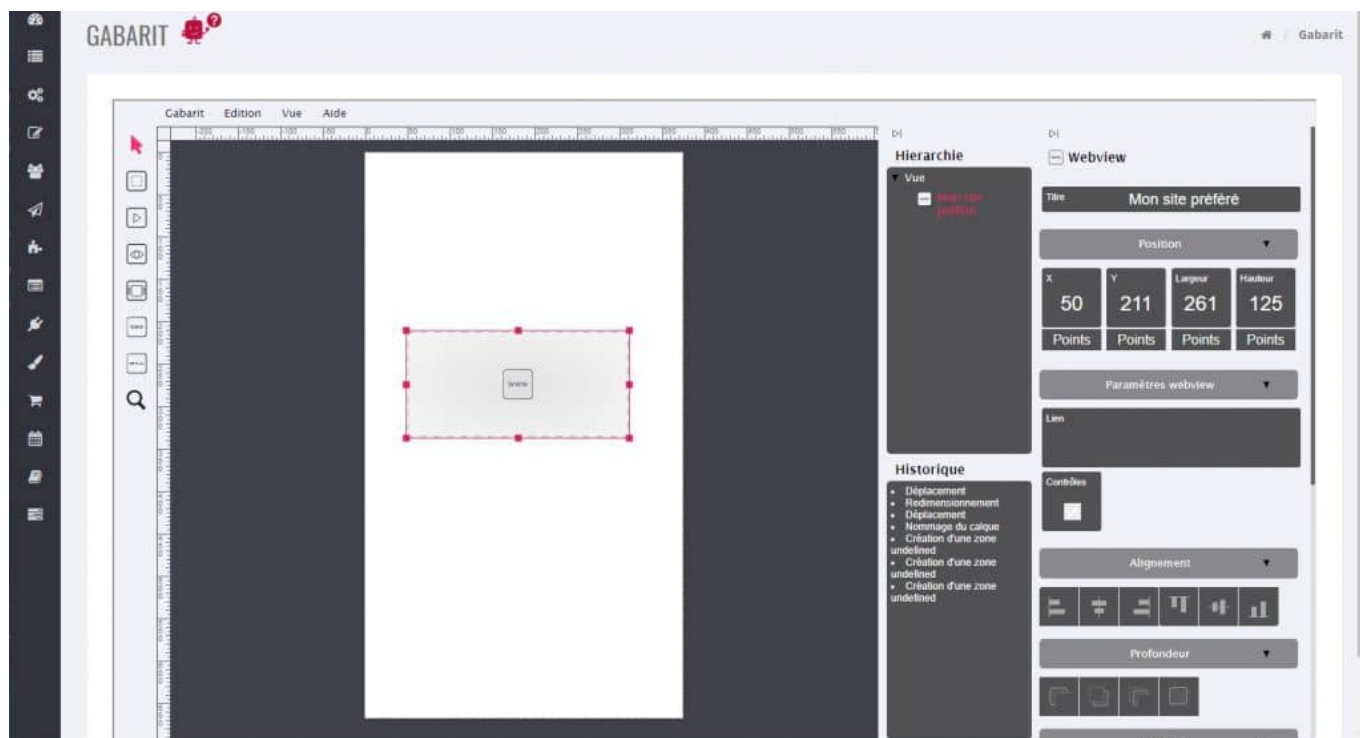 GABARIT
?
/ Gabarit
Gabarit Edition Vue Aide
Hierarchie
Vue
Webview
Titre
Mon site préféré
Position
X Y Largeur Hauteur
50 211 261 125
Points Points Points Points
Paramètres webview
Lien
Contrôles
www
Historique
• Déplacement
• Redimensionnement
• Déplacement
• Nommage du calque
• Création d'une zone
undefined
• Création d'une zone
undefined
• Création d'une zone
undefined
Alignement
Profondeur